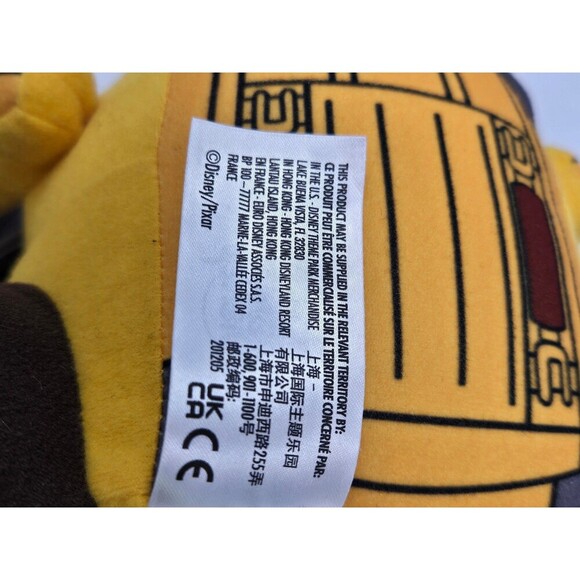 THIS PRODUCT MAY BE SUPPLIED IN THE RELEVANT TERRITORY BY:
CE PRODUIT PEUT ÊTRE COMMERCIALISÉ SUR LE TERRITOIRE CONCERNÉ PAR:
IN THE U.S. - DISNEY THEME PARK MERCHANDISE
LAKE BUENA VISTA, FL 32830
IN HONG KONG - HONG KONG DISNEYLAND RESORT
LANTAU ISLAND, HONG KONG
EN FRANCE - EURO DISNEY ASSOCIÉS S.A.S.
BP 100 – 77777 MARNE-LA-VALLÉE CEDEX 04
FRANCE
©Disney/Pixar
上海 –
上海国际主题乐园
有限公司
上海市申迪西路255弄
1-600, 901-1000号
邮政编码:
201205
UK
CA
CE